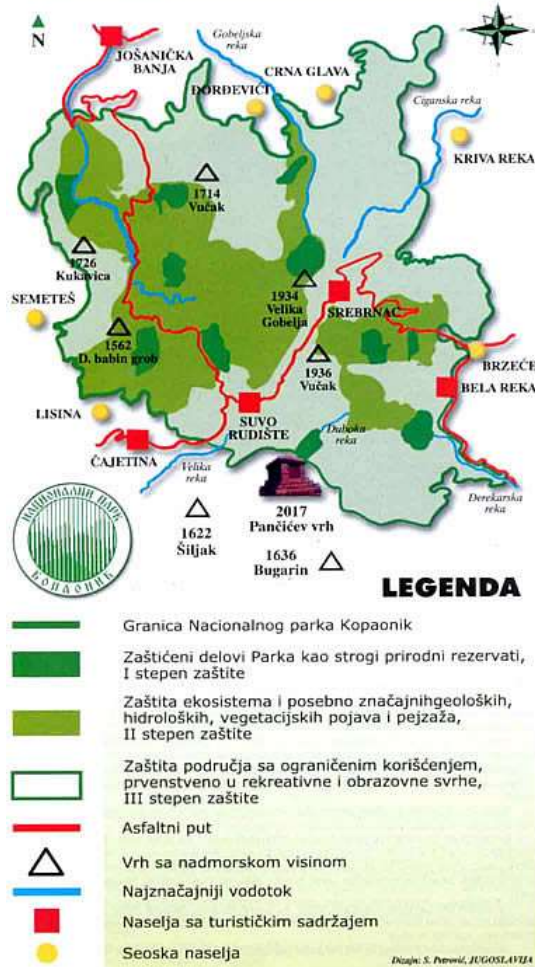 N
JOŠANIČKA
BANJA
Gobeljska
reka
CRNA GLAVA
ĐORĐEVICI
Ciganska reka
KRIVA REKA
1714
Vučak
1726
Kukavica
SEMETEŠ
1934
Velika
Gobelja
SREBRNAC
1562
D. babin grob
1936
Vučak
BRZEĆE
BELA REKA
LISINA
SUVO
RUDIŠTE
Duboka
reka
ČAJETINA
Velika
reka
Derekarska
reka
НАЦИОНАЛНИ ПАРК
КОПАОНИК
2017
Pančićev vrh
1622
Šiljak
1636
Bugarin
LEGENDA
Granica Nacionalnog parka Kopaonik
Zaštićeni delovi Parka kao strogi prirodni rezervati,
I stepen zaštite
Zaštita ekosistema i posebno značajnihgeoloških,
hidroloških, vegetacijskih pojava i pejzaža,
II stepen zaštite
Zaštita područja sa ograničenim korišćenjem,
prvenstveno u rekreativne i obrazovne svrhe,
III stepen zaštite
Asfaltni put
Vrh sa nadmorskom visinom
Najznačajniji vodotok
Naselja sa turističkim sadržajem
Seoska naselja
Dizajn: S. Petrović, JUGOSLAVIJA